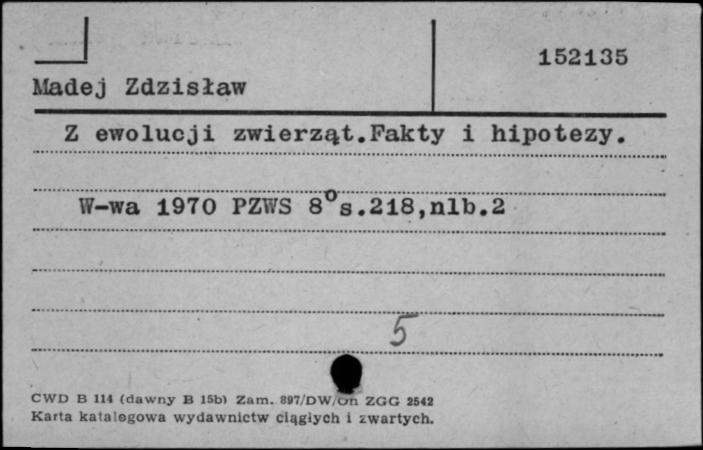 152135
Madej Zdzisław
Z ewolucji zwierząt.Fakty i hipotezy.
W-wa 1970 PZWS 8°s.218,nlb.2
5
CWD B 114 (dawny B 15b) Zam. 897/DW/Gn ZGG 2542
Karta katalogowa wydawnictw ciągłych i zwartych.